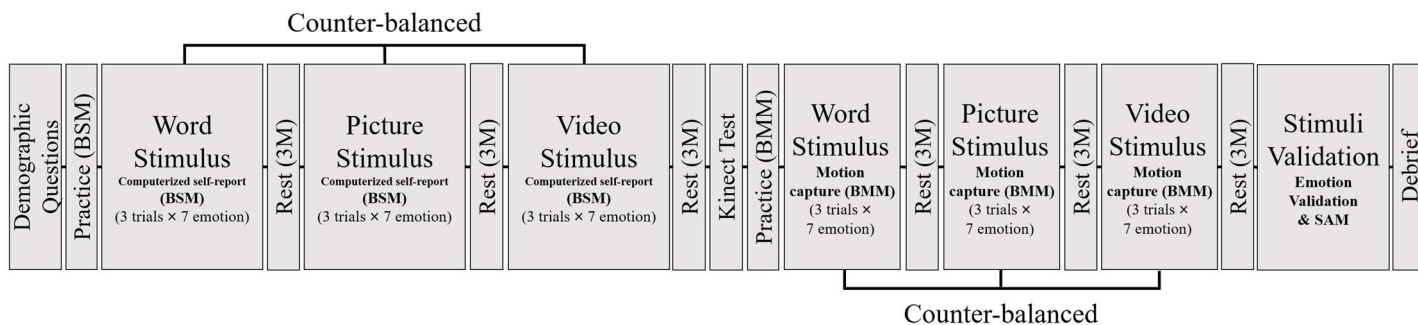 Counter-balanced
Demographic
Questions
Practice (BSM)
Word
Stimulus
Computerized self-report
(BSM)
(3 trials × 7 emotion)
Rest (3M)
Picture
Stimulus
Computerized self-report
(BSM)
(3 trials × 7 emotion)
Rest (3M)
Video
Stimulus
Computerized self-report
(BSM)
(3 trials × 7 emotion)
Rest (3M)
Kinect Test
Practice (BMM)
Word
Stimulus
Motion
capture (BMM)
(3 trials ×
7 emotion)
Rest (3M)
Picture
Stimulus
Motion
capture (BMM)
(3 trials ×
7 emotion)
Rest (3M)
Video
Stimulus
Motion
capture (BMM)
(3 trials ×
7 emotion)
Rest (3M)
Stimuli
Validation
Emotion
Validation
& SAM
Debrief
Counter-balanced